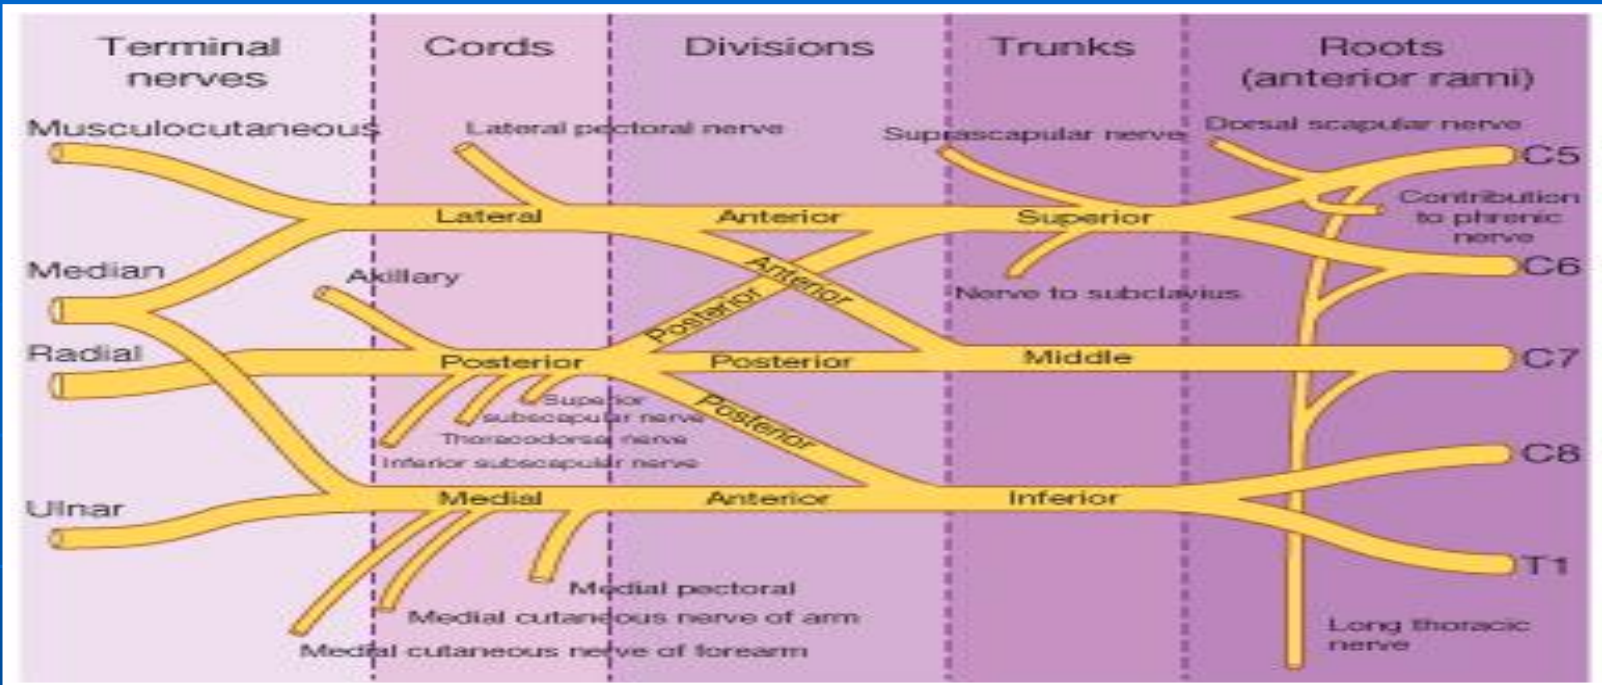 Terminal
nerves
Cords
Divisions
Trunks
Roots
(anterior rami)
Musculocutaneous
Lateral pectoral nerve
Suprascapular nerve
Dorsal scapular nerve
C5
Contribution
to phrenic
nerve
Lateral
Anterior
Superior
Median
Axillary
Anterior
C6
Nerve to subclavius
Posterior
Radial
Posterior
Posterior
Middle
C7
Superior
subscapular nerve
Thoracodorsal nerve
Inferior subscapular nerve
Posterior
C8
Ulnar
Medial
Anterior
Inferior
T1
Medial pectoral
Medial cutaneous nerve of arm
Medial cutaneous nerve of forearm
Long thoracic
nerve